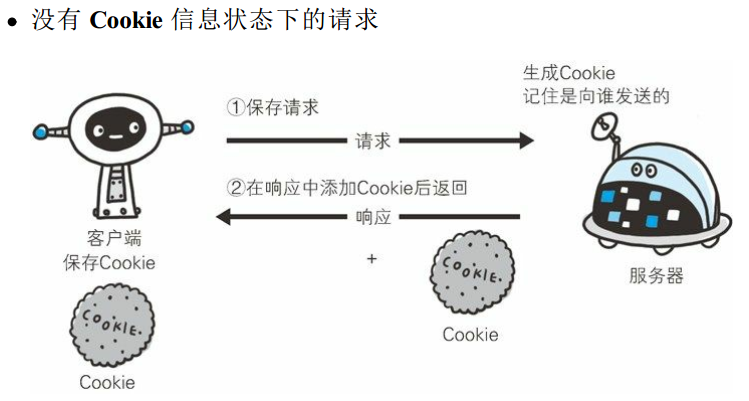 • 没有 Cookie 信息状态下的请求
生成Cookie
记住是向谁发送的
①保存请求
请求
②在响应中添加Cookie后返回
响应
客户端
保存Cookie
+
COOKIE.
服务器
Cookie
COOKIE.
Cookie